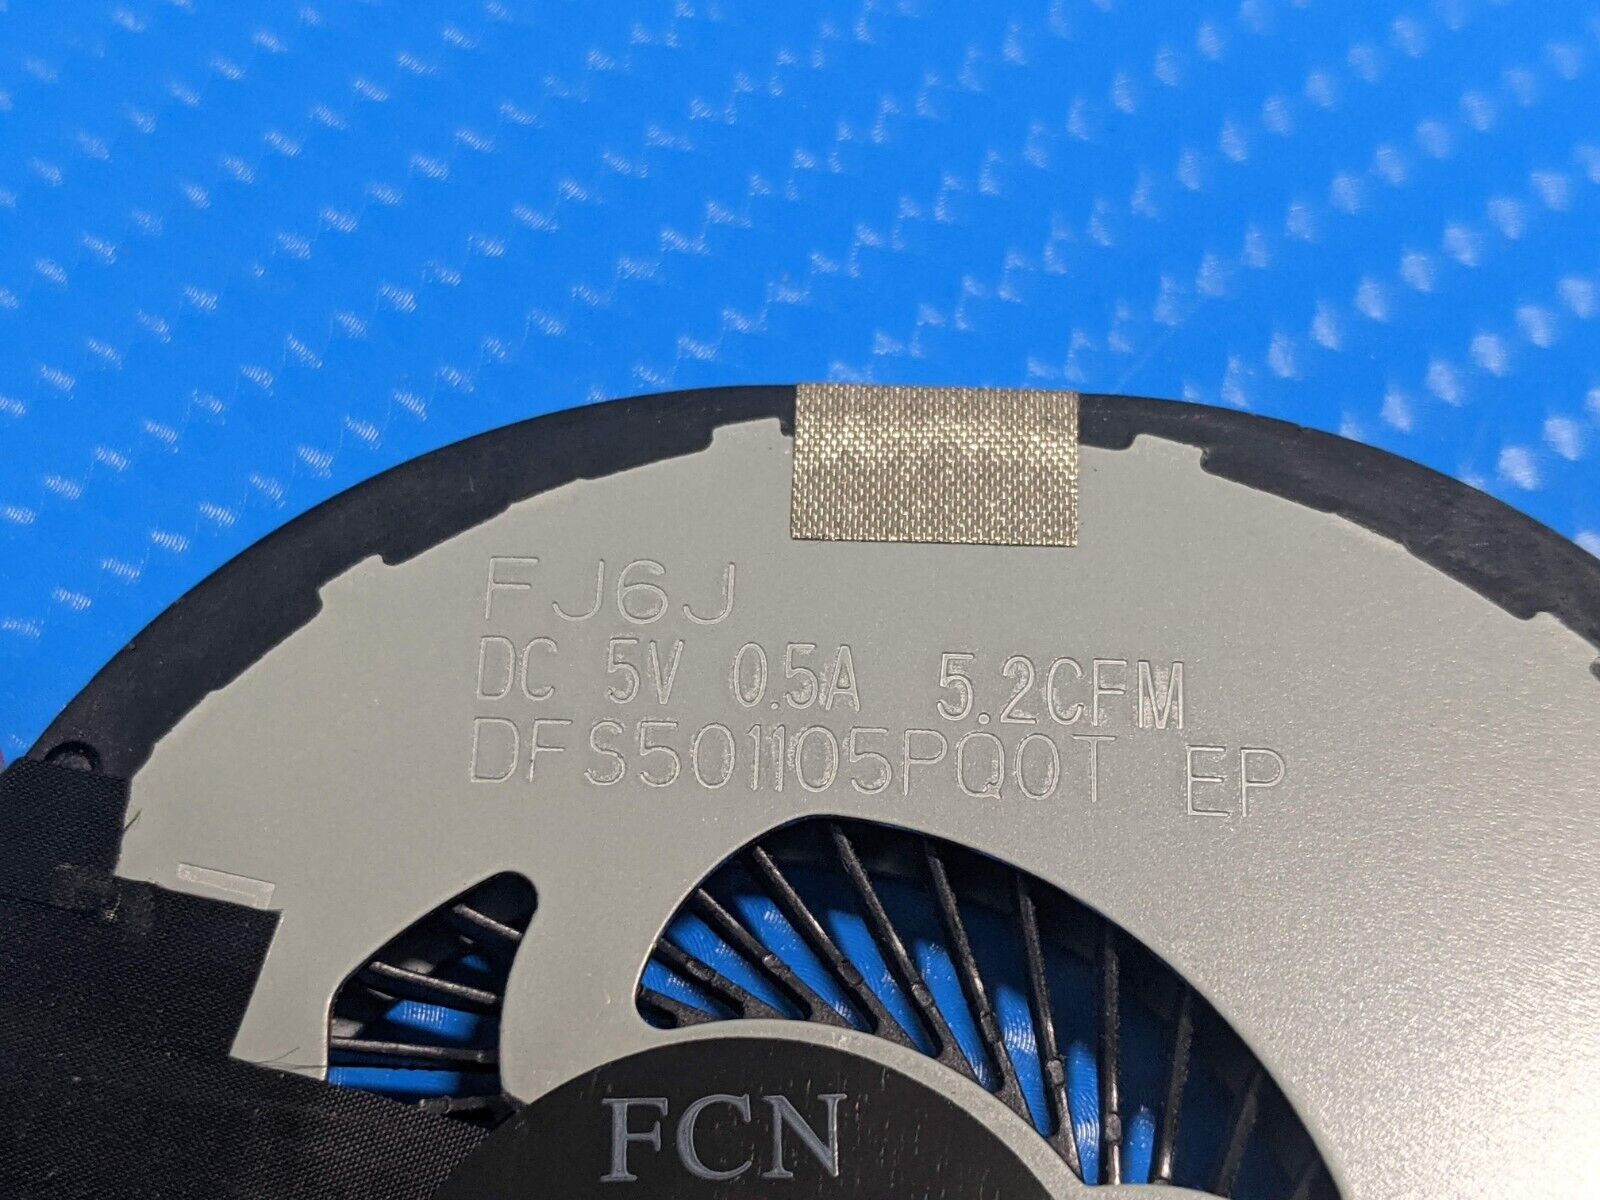 FJ6J
DC 5V 0.5A 5.2CFM
DFS501105PQ0T EP
FCN